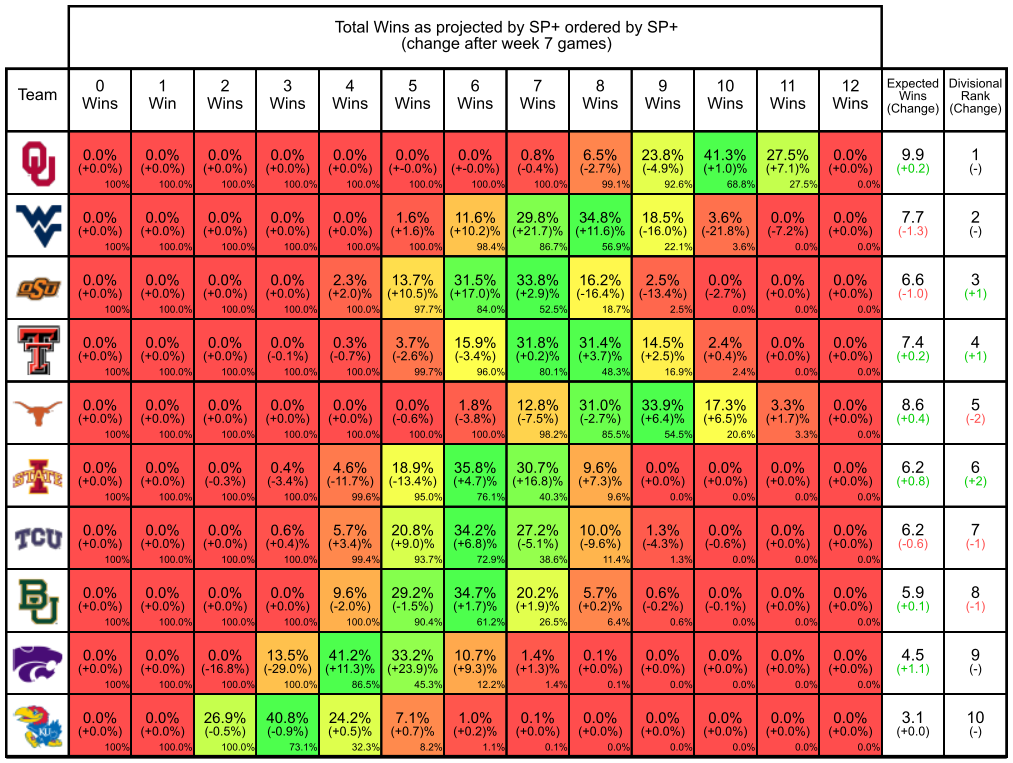 Total Wins as projected by SP+ ordered by SP+
(change after week 7 games)
Team 0 1 2 3 4 5 6 7 8 9 10 11 12 Expected Divisional
Wins Win Wins Wins Wins Wins Wins Wins Wins Wins Wins Wins Wins Wins Rank
(Change) (Change)
OU 0.0% 0.0% 0.0% 0.0% 0.0% 0.0% 0.0% 0.8% 6.5% 23.8% 41.3% 27.5% 0.0% 9.9 1
(+0.0%) (+0.0%) (+0.0%) (+0.0%) (+0.0%) (+-0.0%) (+-0.0%) (-0.4%) (-2.7%) (-4.9%) (+1.0)% (+7.1)% (+0.0%) (+0.2) (-)
100% 100.0% 100.0% 100.0% 100.0% 100.0% 100.0% 100.0% 99.1% 92.6% 68.8% 27.5% 0.0%
WV 0.0% 0.0% 0.0% 0.0% 0.0% 1.6% 11.6% 29.8% 34.8% 18.5% 3.6% 0.0% 0.0% 7.7 2
(+0.0%) (+0.0%) (+0.0%) (+0.0%) (+0.0%) (+1.6)% (+10.2)% (+21.7)% (+11.6)% (-16.0%) (-21.8%) (-7.2%) (+0.0%) (-1.3) (-)
100% 100.0% 100.0% 100.0% 100.0% 100.0% 98.4% 86.7% 56.9% 22.1% 3.6% 0.0% 0.0%
OSU 0.0% 0.0% 0.0% 0.0% 2.3% 13.7% 31.5% 33.8% 16.2% 2.5% 0.0% 0.0% 0.0% 6.6 3
(+0.0%) (+0.0%) (+0.0%) (+0.0%) (+2.0)% (+10.5)% (+17.0)% (+2.9)% (-16.4%) (-13.4%) (-2.7%) (+0.0%) (+0.0%) (-1.0) (+1)
100% 100.0% 100.0% 100.0% 100.0% 97.7% 84.0% 52.5% 18.7% 2.5% 0.0% 0.0% 0.0%
TT 0.0% 0.0% 0.0% 0.0% 0.3% 3.7% 15.9% 31.8% 31.4% 14.5% 2.4% 0.0% 0.0% 7.4 4
(+0.0%) (+0.0%) (+0.0%) (-0.1%) (-0.7%) (-2.6%) (-3.4%) (+0.2)% (+3.7)% (+2.5)% (+0.4)% (+0.0%) (+0.0%) (+0.2) (+1)
100% 100.0% 100.0% 100.0% 100.0% 99.7% 96.0% 80.1% 48.3% 16.9% 2.4% 0.0% 0.0%
0.0% 0.0% 0.0% 0.0% 0.0% 0.0% 1.8% 12.8% 31.0% 33.9% 17.3% 3.3% 0.0% 8.6 5
(+0.0%) (+0.0%) (+0.0%) (+0.0%) (+0.0%) (-0.6%) (-3.8%) (-7.5%) (-2.7%) (+6.4)% (+6.5)% (+1.7)% (+0.0%) (+0.4) (-2)
100% 100.0% 100.0% 100.0% 100.0% 100.0% 100.0% 98.2% 85.5% 54.5% 20.6% 3.3% 0.0%
I STATE 0.0% 0.0% 0.0% 0.4% 4.6% 18.9% 35.8% 30.7% 9.6% 0.0% 0.0% 0.0% 0.0% 6.2 6
(+0.0%) (+0.0%) (-0.3%) (-3.4%) (-11.7%) (-13.4%) (+4.7)% (+16.8)% (+7.3)% (+0.0%) (+0.0%) (+0.0%) (+0.0%) (+0.8) (+2)
100% 100.0% 100.0% 100.0% 99.6% 95.0% 76.1% 40.3% 9.6% 0.0% 0.0% 0.0% 0.0%
TCU 0.0% 0.0% 0.0% 0.6% 5.7% 20.8% 34.2% 27.2% 10.0% 1.3% 0.0% 0.0% 0.0% 6.2 7
(+0.0%) (+0.0%) (+0.0%) (+0.4)% (+3.4)% (+9.0)% (+6.8)% (-5.1%) (-9.6%) (-4.3%) (-0.6%) (+0.0%) (+0.0%) (-0.6) (-1)
100% 100.0% 100.0% 100.0% 99.4% 93.7% 72.9% 38.6% 11.4% 1.3% 0.0% 0.0% 0.0%
BU 0.0% 0.0% 0.0% 0.0% 9.6% 29.2% 34.7% 20.2% 5.7% 0.6% 0.0% 0.0% 0.0% 5.9 8
(+0.0%) (+0.0%) (+0.0%) (+0.0%) (-2.0%) (-1.5%) (+1.7)% (+1.9)% (+0.2)% (-0.2%) (-0.1%) (+0.0%) (+0.0%) (+0.1) (-1)
100% 100.0% 100.0% 100.0% 100.0% 90.4% 61.2% 26.5% 6.4% 0.6% 0.0% 0.0% 0.0%
0.0% 0.0% 0.0% 13.5% 41.2% 33.2% 10.7% 1.4% 0.1% 0.0% 0.0% 0.0% 0.0% 4.5 9
(+0.0%) (+0.0%) (-16.8%) (-29.0%) (+11.3)% (+23.9)% (+9.3)% (+1.3)% (+0.0%) (+0.0%) (+0.0%) (+0.0%) (+0.0%) (+1.1) (-)
100% 100.0% 100.0% 100.0% 86.5% 45.3% 12.2% 1.4% 0.1% 0.0% 0.0% 0.0% 0.0%
KU 0.0% 0.0% 26.9% 40.8% 24.2% 7.1% 1.0% 0.1% 0.0% 0.0% 0.0% 0.0% 0.0% 3.1 10
(+0.0%) (+0.0%) (-0.5%) (-0.9%) (+0.5)% (+0.7)% (+0.2)% (+0.0%) (+0.0%) (+0.0%) (+0.0%) (+0.0%) (+0.0%) (+0.0) (-)
100% 100.0% 100.0% 73.1% 32.3% 8.2% 1.1% 0.1% 0.0% 0.0% 0.0% 0.0% 0.0%